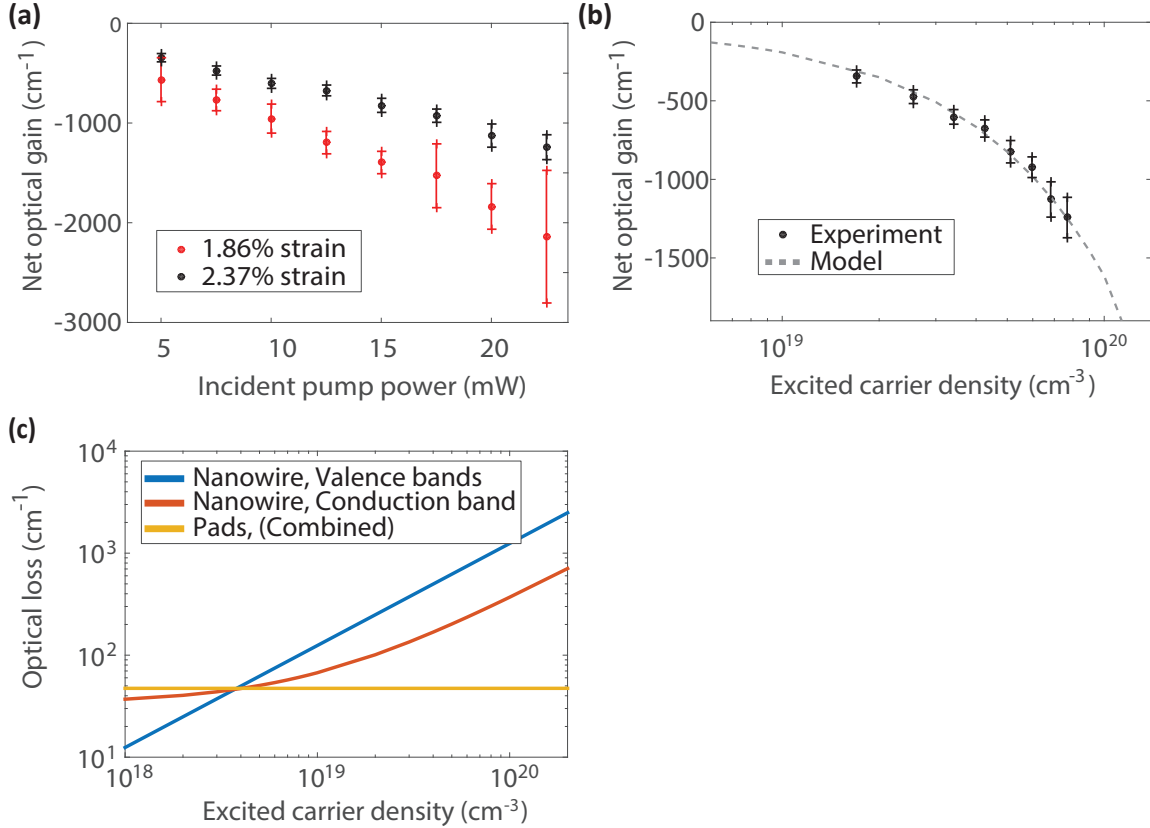 (a)
Net optical gain (cm-1)
0
-1000
-2000
-3000
1.86% strain
2.37% strain
5
10
15
20
Incident pump power (mW)
(b)
Net optical gain (cm-1)
0
-500
-1000
-1500
Experiment
Model
10^19
10^20
Excited carrier density (cm-3)
(c)
Optical loss (cm-1)
10^4
10^3
10^2
10^1
Nanowire, Valence bands
Nanowire, Conduction band
Pads, (Combined)
10^18
10^19
10^20
Excited carrier density (cm-3)